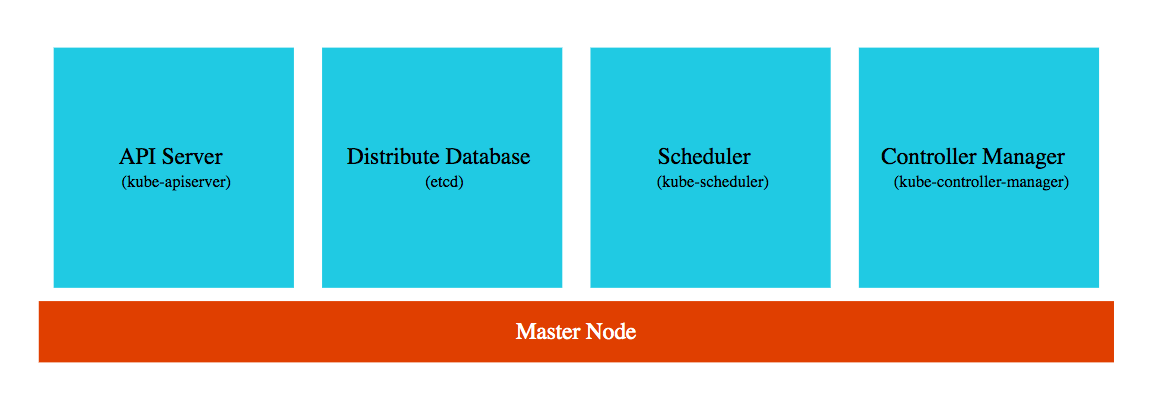 API Server
(kube-apiserver)
Distribute Database
(etcd)
Scheduler
(kube-scheduler)
Controller Manager
(kube-controller-manager)
Master Node